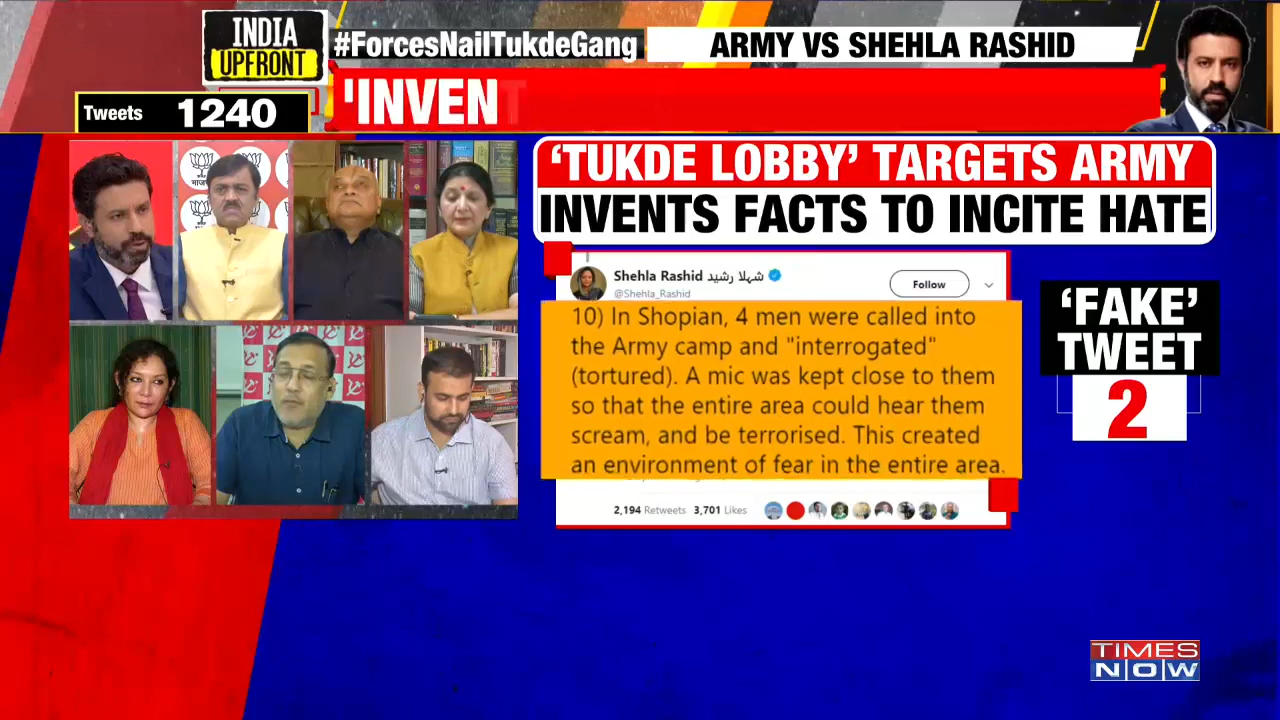 INDIA
UPFRONT
#ForcesNailTukdeGang
ARMY VS SHEHLA RASHID
Tweets 1240
'INVEN
'TUKDE LOBBY' TARGETS ARMY
INVENTS FACTS TO INCITE HATE
Shehla Rashid شہلا رشید
@Shehla_Rashid
Follow
10) In Shopian, 4 men were called into
the Army camp and "interrogated"
(tortured). A mic was kept close to them
so that the entire area could hear them
scream, and be terrorised. This created
an environment of fear in the entire area.
2,194 Retweets 3,701 Likes
'FAKE'
TWEET
2
TIMES
NOW